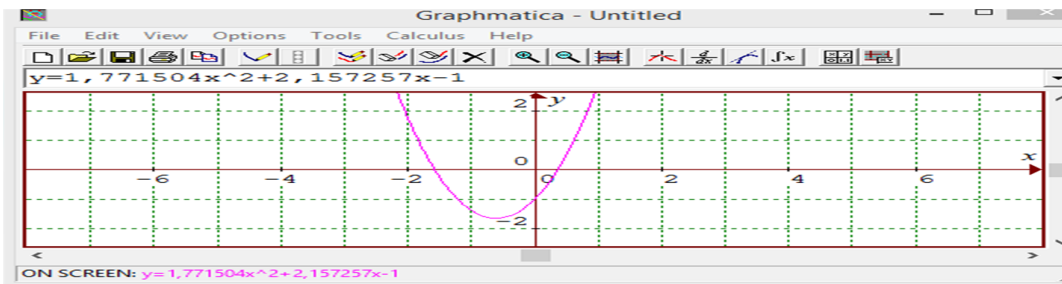 Graphmatica - Untitled
File Edit View Options Tools Calculus Help
y=1,771504x^2+2,157257x-1
2 y
0 x
-6 -4 -2 0 2 4 6
-2
ON SCREEN: y=1,771504x^2+2,157257x-1